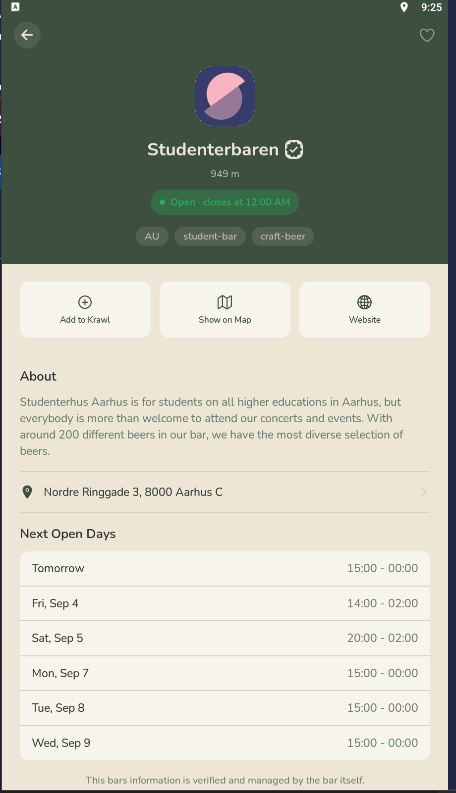 A
9:25
Studenterbaren
949 m
Open · closes at 12:00 AM
AU student-bar craft-beer
Add to Krawl Show on Map Website
About
Studenterhus Aarhus is for students on all higher educations in Aarhus, but
everybody is more than welcome to attend our concerts and events. With
around 200 different beers in our bar, we have the most diverse selection of
beers.
Nordre Ringgade 3, 8000 Aarhus C
Next Open Days
Tomorrow 15:00 - 00:00
Fri, Sep 4 14:00 - 02:00
Sat, Sep 5 20:00 - 02:00
Mon, Sep 7 15:00 - 00:00
Tue, Sep 8 15:00 - 00:00
Wed, Sep 9 15:00 - 00:00
This bars information is verified and managed by the bar itself.